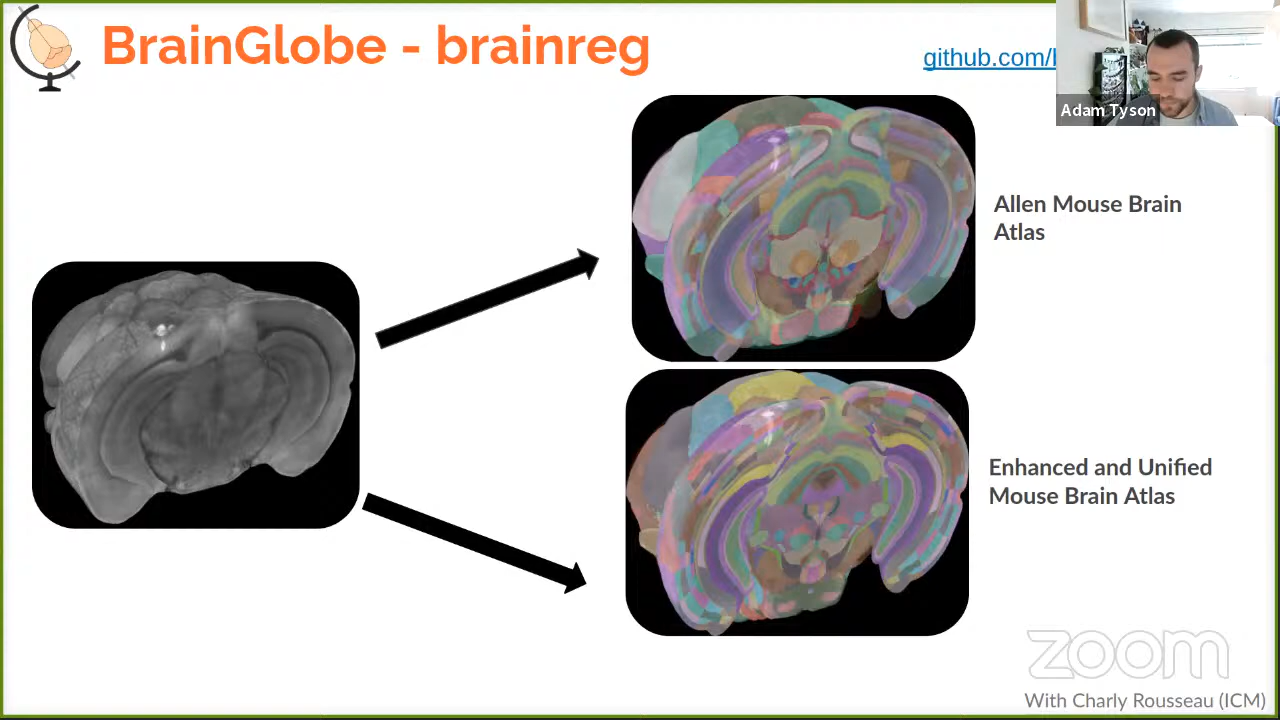 BrainGlobe - brainreg
github.com/b
Adam Tyson
Allen Mouse Brain
Atlas
Enhanced and Unified
Mouse Brain Atlas
zoom
With Charly Rousseau (ICM)